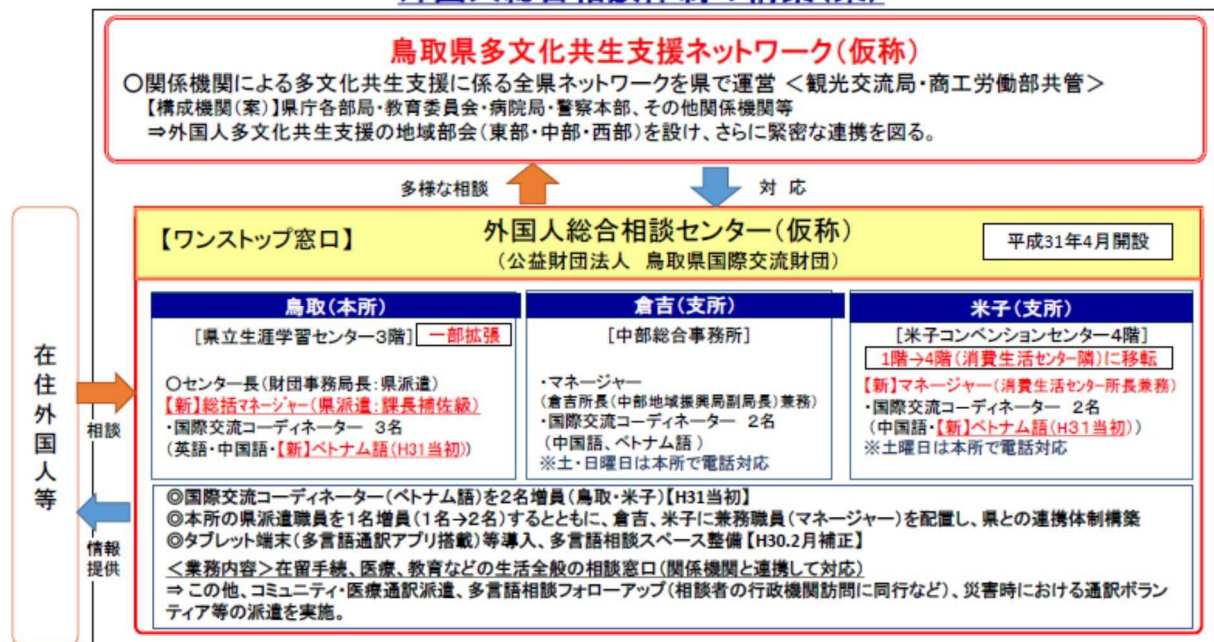 外国人総合相談体制の構築(案)
鳥取県多文化共生支援ネットワーク(仮称)
○関係機関による多文化共生支援に係る全県ネットワークを県で運営 <観光交流局・商工労働部共管>
【構成機関(案)】県庁各部局・教育委員会・病院局・警察本部、その他関係機関等
⇒外国人多文化共生支援の地域部会(東部・中部・西部)を設け、さらに緊密な連携を図る。
多様な相談
対 応
【ワンストップ窓口】
外国人総合相談センター(仮称)
(公益財団法人 鳥取県国際交流財団)
平成31年4月開設
在住外国人等
相談
情報
提供
鳥取(本所)
[県立生涯学習センター3階]
一部拡張
○センター長(財団事務局長:県派遣)
【新】総括マネージャー(県派遣:課長補佐級)
・国際交流コーディネーター 3名
(英語・中国語・【新】ベトナム語(H31当初))
倉吉(支所)
[中部総合事務所]
・マネージャー
(倉吉所長(中部地域振興局副局長)兼務)
・国際交流コーディネーター 2名
(中国語、ベトナム語 )
※土・日曜日は本所で電話対応
米子(支所)
[米子コンベンションセンター4階]
1階→4階(消費生活センター隣)に移転
【新】マネージャー(消費生活センター所長兼務)
・国際交流コーディネーター 2名
(中国語・【新】ベトナム語(H31当初))
※土曜日は本所で電話対応
◎国際交流コーディネーター(ベトナム語)を2名増員(鳥取・米子)【H31当初】
◎本所の県派遣職員を1名増員(1名→2名)するとともに、倉吉、米子に兼務職員(マネージャー)を配置し、県との連携体制構築
◎タブレット端末(多言語通訳アプリ搭載)等導入、多言語相談スペース整備【H30.2月補正】
<業務内容>在留手続、医療、教育などの生活全般の相談窓口(関係機関と連携して対応)
⇒ この他、コミュニティ・医療通訳派遣、多言語相談フォローアップ(相談者の行政機関訪問に同行など)、災害時における通訳ボラン
ティア等の派遣を実施。